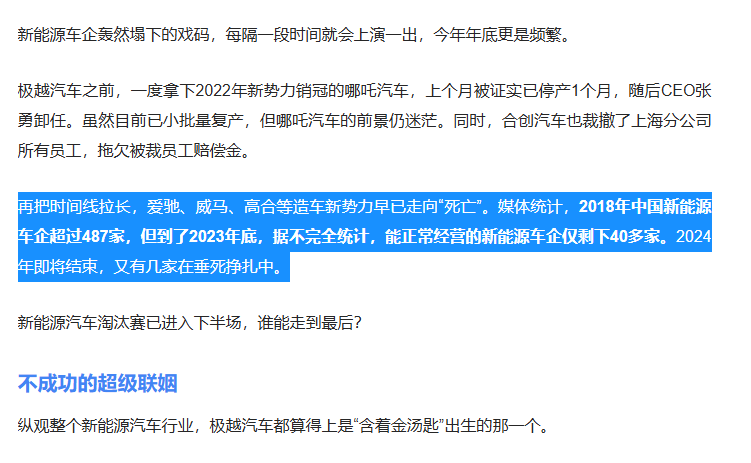 新能源车企轰然塌下的戏码，每隔一段时间就会上演一出，今年年底更是频繁。
极越汽车之前，一度拿下2022年新势力销冠的哪吒汽车，上个月被证实已停产1个月，随后CEO张
勇卸任。虽然目前已小批量复产，但哪吒汽车的前景仍迷茫。同时，合创汽车也裁撤了上海分公司
所有员工，拖欠被裁员工赔偿金。
再把时间线拉长，爱驰、威马、高合等造车新势力早已走向“死亡”。媒体统计，2018年中国新能源
车企超过487家，但到了2023年底，据不完全统计，能正常经营的新能源车企仅剩下40多家。2024
年即将结束，又有几家在垂死挣扎中。
新能源汽车淘汰赛已进入下半场，谁能走到最后？
不成功的超级联姻
纵观整个新能源汽车行业，极越汽车都算得上是“含着金汤匙”出生的那一个。